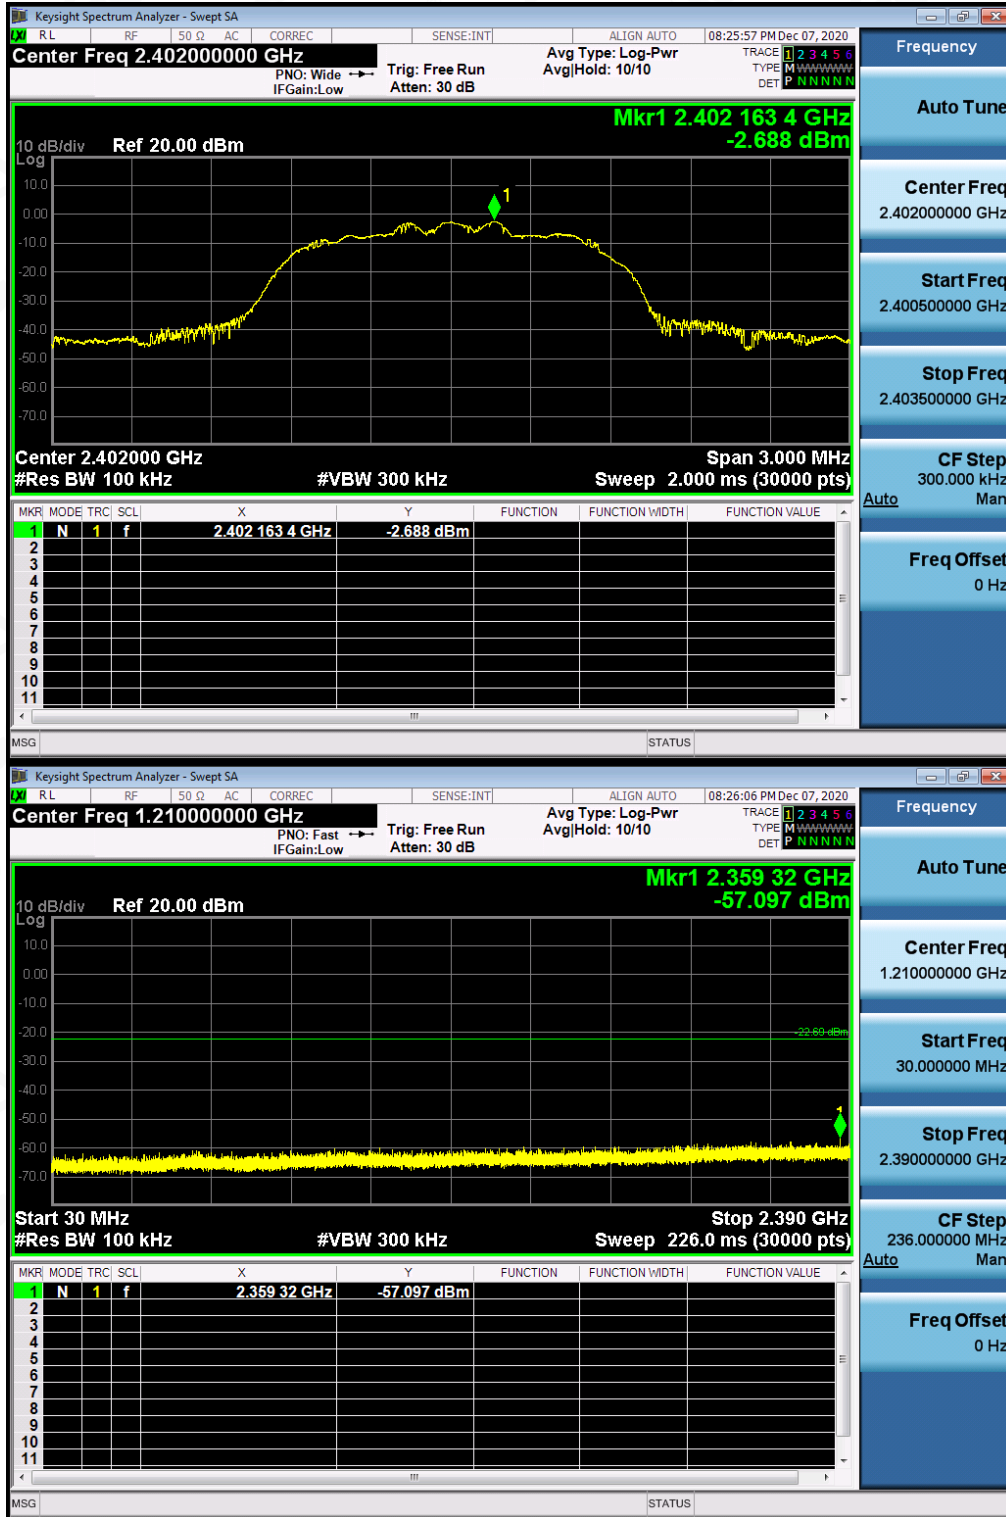 Keysight Spectrum Analyzer - Swept SA
LXI RL RF 50 Ω AC CORREC SENSE:INT ALIGN AUTO 08:25:57 PM Dec 07, 2020
Center Freq 2.402000000 GHz
PNO: Wide
IFGain:Low
Trig: Free Run
Atten: 30 dB
Avg Type: Log-Pwr
Avg|Hold: 10/10
TRACE 1 2 3 4 5 6
TYPE M WWWWW
DET P N N N N N
Mkr1 2.402 163 4 GHz
-2.688 dBm
10 dB/div Ref 20.00 dBm
Log
10.0
0.00
-10.0
-20.0
-30.0
-40.0
-50.0
-60.0
-70.0
1
Center 2.402000 GHz Span 3.000 MHz
#Res BW 100 kHz #VBW 300 kHz Sweep 2.000 ms (30000 pts)
MKR MODE TRC SCL X Y FUNCTION FUNCTION WIDTH FUNCTION VALUE
1 N 1 f 2.402 163 4 GHz -2.688 dBm
2
3
4
5
6
7
8
9
10
11
MSG STATUS
Frequency
Auto Tune
Center Freq
2.402000000 GHz
Start Freq
2.400500000 GHz
Stop Freq
2.403500000 GHz
CF Step
300.000 kHz
Auto Man
Freq Offset
0 Hz
Keysight Spectrum Analyzer - Swept SA
LXI RL RF 50 Ω AC CORREC SENSE:INT ALIGN AUTO 08:26:06 PM Dec 07, 2020
Center Freq 1.210000000 GHz
PNO: Fast
IFGain:Low
Trig: Free Run
Atten: 30 dB
Avg Type: Log-Pwr
Avg|Hold: 10/10
TRACE 1 2 3 4 5 6
TYPE M WWWWW
DET P N N N N N
Mkr1 2.359 32 GHz
-57.097 dBm
10 dB/div Ref 20.00 dBm
Log
10.0
0.00
-10.0
-20.0
-30.0
-40.0
-50.0
-60.0
-70.0
-22.69 dBm
1
Start 30 MHz Stop 2.390 GHz
#Res BW 100 kHz #VBW 300 kHz Sweep 226.0 ms (30000 pts)
MKR MODE TRC SCL X Y FUNCTION FUNCTION WIDTH FUNCTION VALUE
1 N 1 f 2.359 32 GHz -57.097 dBm
2
3
4
5
6
7
8
9
10
11
MSG STATUS
Frequency
Auto Tune
Center Freq
1.210000000 GHz
Start Freq
30.000000 MHz
Stop Freq
2.390000000 GHz
CF Step
236.000000 MHz
Auto Man
Freq Offset
0 Hz